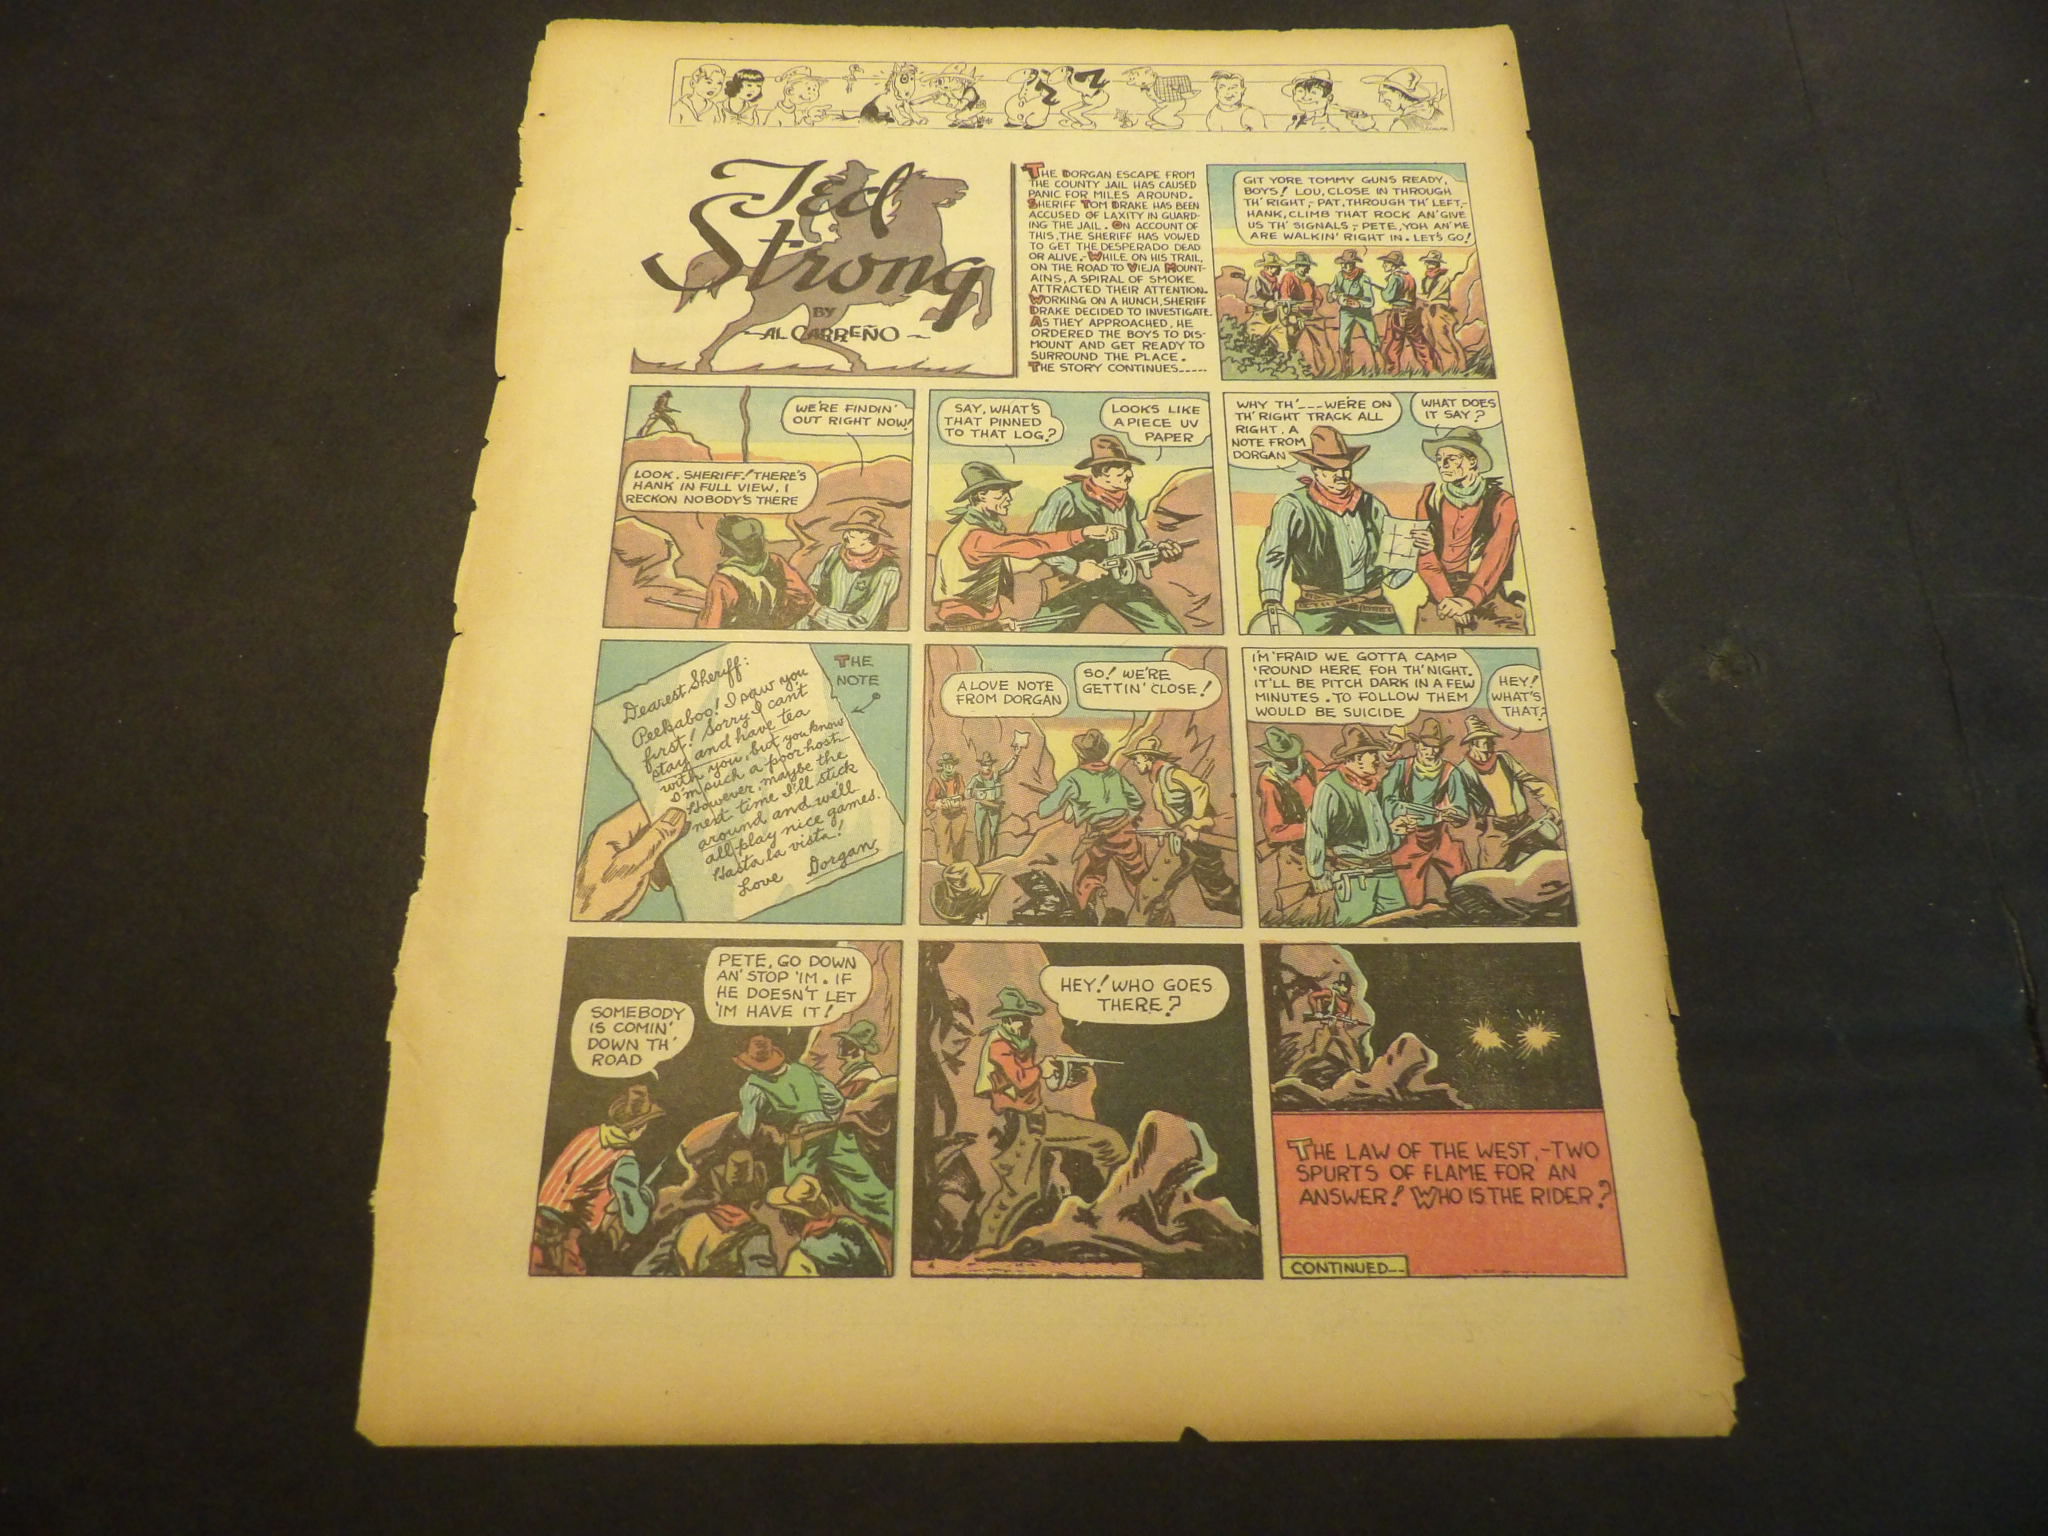 Ted
Strong
BY
-AL CARREÑO-
THE DORGAN ESCAPE FROM
THE COUNTY JAIL HAS CAUSED
PANIC FOR MILES AROUND.
SHERIFF TOM DRAKE HAS BEEN
ACCUSED OF LAXITY IN GUARD-
ING THE JAIL. ON ACCOUNT OF
THIS, THE SHERIFF HAS VOWED
TO GET THE DESPERADO DEAD
OR ALIVE.- WHILE, ON HIS TRAIL,
ON THE ROAD TO VIEJA MOUNT-
AINS, A SPIRAL OF SMOKE
ATTRACTED THEIR ATTENTION.
WORKING ON A HUNCH, SHERIFF
DRAKE DECIDED TO INVESTIGATE.
AS THEY APPROACHED, HE
ORDERED THE BOYS TO DIS-
MOUNT AND GET READY TO
SURROUND THE PLACE.
THE STORY CONTINUES-----
GIT YORE TOMMY GUNS READY,
BOYS! LOU, CLOSE IN THROUGH
TH' RIGHT,- PAT, THROUGH TH' LEFT,-
HANK, CLIMB THAT ROCK AN' GIVE
US TH' SIGNALS,- PETE, YOH AN' ME
ARE WALKIN' RIGHT IN. LET'S GO!
WE'RE FINDIN'
OUT RIGHT NOW!
LOOK, SHERIFF! THERE'S
HANK IN FULL VIEW. I
RECKON NOBODY'S THERE
SAY, WHAT'S
THAT PINNED
TO THAT LOG?
LOOKS LIKE
A PIECE UV
PAPER
WHY TH'---WE'RE ON
TH' RIGHT TRACK ALL
RIGHT. A
NOTE FROM
DORGAN
WHAT DOES
IT SAY?
THE
NOTE
Dearest Sheriff:
Peekaboo! I saw you
first! Sorry I can't
stay and have tea
with you, but you know
I'm such a poor host-
However, maybe the
next time I'll stick
around and we'll
all play nice games.
Hasta la vista!
Love Dorgan,
A LOVE NOTE
FROM DORGAN
SO! WE'RE
GETTIN' CLOSE!
I'M 'FRAID WE GOTTA CAMP
'ROUND HERE FOH TH' NIGHT.
IT'LL BE PITCH DARK IN A FEW
MINUTES. TO FOLLOW THEM
WOULD BE SUICIDE
HEY!
WHAT'S
THAT?
SOMEBODY
IS COMIN'
DOWN TH'
ROAD
PETE, GO DOWN
AN' STOP 'IM. IF
HE DOESN'T LET
'IM HAVE IT!
HEY! WHO GOES
THERE?
THE LAW OF THE WEST,-TWO
SPURTS OF FLAME FOR AN
ANSWER! WHO IS THE RIDER?
CONTINUED--